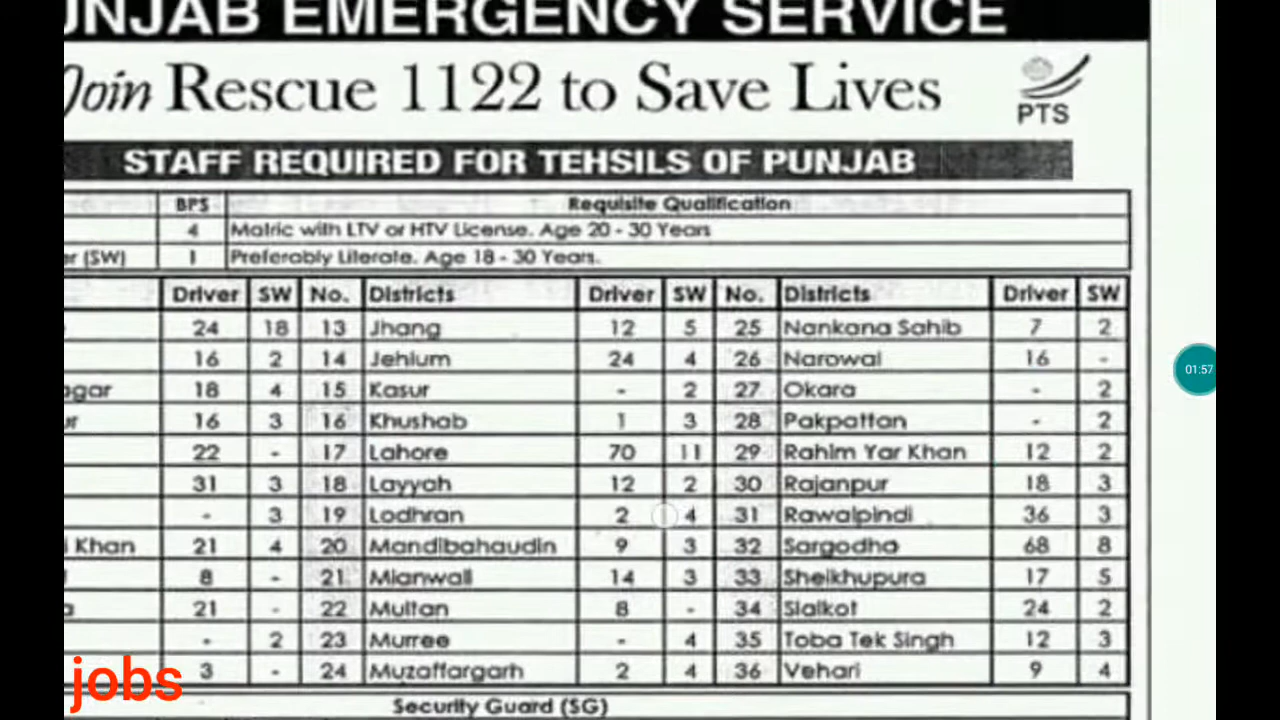 UNJAB EMERGENCY SERVICE
Join Rescue 1122 to Save Lives
PTS
STAFF REQUIRED FOR TEHSILS OF PUNJAB
BPS Requisite Qualification
4 Matric with LTV or HTV License. Age 20 - 30 Years
er (SW) 1 Preferably Literate. Age 18 - 30 Years.
Driver SW No. Districts Driver SW No. Districts Driver SW
24 18 13 Jhang 12 5 25 Nankana Sahib 7 2
16 2 14 Jehlum 24 4 26 Narowal 16 -
ogar 18 4 15 Kasur - 2 27 Okara - 2
ur 16 3 16 Khushab 1 3 28 Pakpattan - 2
22 - 17 Lahore 70 11 29 Rahim Yar Khan 12 2
31 3 18 Layyah 12 2 30 Rajanpur 18 3
- 3 19 Lodhran 2 4 31 Rawalpindi 36 3
i Khan 21 4 20 Mandibahaudin 9 3 32 Sargodha 68 8
8 - 21 Mianwali 14 3 33 Sheikhupura 17 5
a 21 - 22 Multan 8 - 34 Sialkot 24 2
- 2 23 Murree - 4 35 Toba Tek Singh 12 3
3 - 24 Muzaffargarh 2 4 36 Vehari 9 4
Security Guard (SG)
jobs
01:57